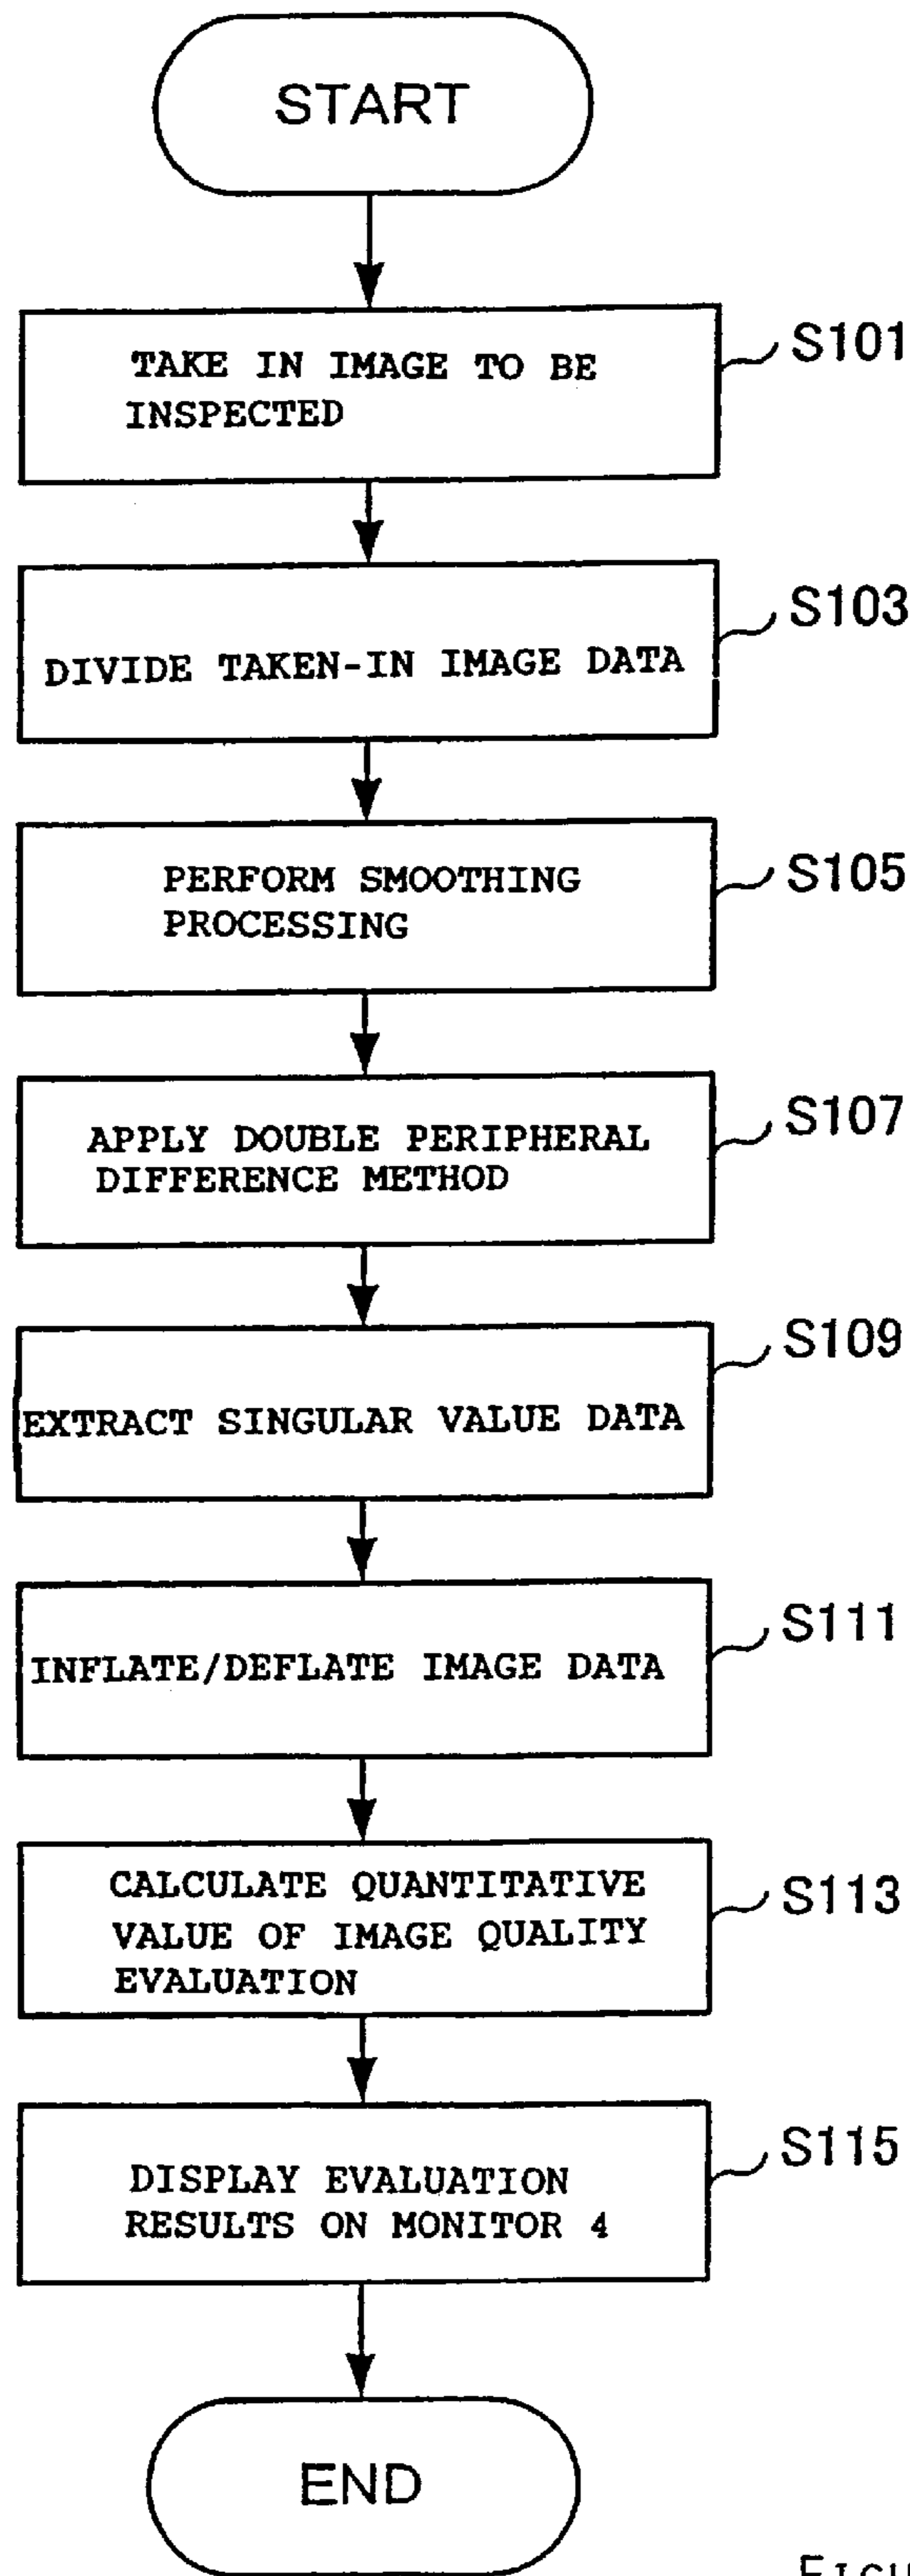 START
TAKE IN IMAGE TO BE
INSPECTED
S101
DIVIDE TAKEN-IN IMAGE DATA
S103
PERFORM SMOOTHING
PROCESSING
S105
APPLY DOUBLE PERIPHERAL
DIFFERENCE METHOD
S107
EXTRACT SINGULAR VALUE DATA
S109
INFLATE/DEFLATE IMAGE DATA
S111
CALCULATE QUANTITATIVE
VALUE OF IMAGE QUALITY
EVALUATION
S113
DISPLAY EVALUATION
RESULTS ON MONITOR 4
S115
END